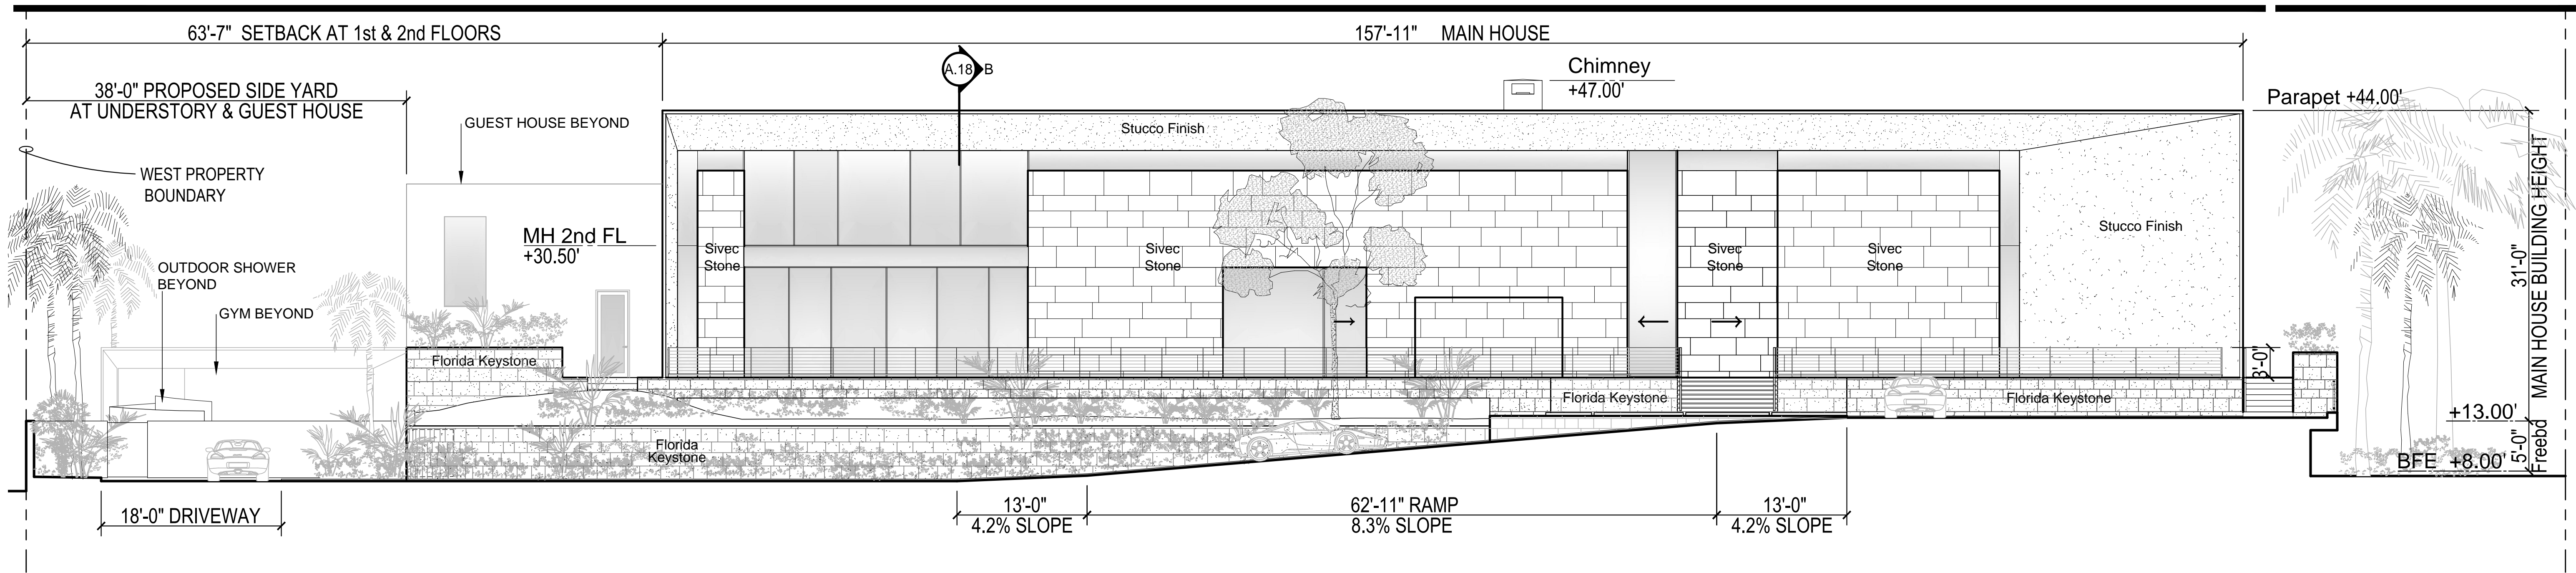 63'-7" SETBACK AT 1st & 2nd FLOORS
157'-11" MAIN HOUSE
A.18 B
Chimney
+47.00'
38'-0" PROPOSED SIDE YARD
AT UNDERSTORY & GUEST HOUSE
Parapet +44.00'
GUEST HOUSE BEYOND
Stucco Finish
WEST PROPERTY
BOUNDARY
MH 2nd FL
+30.50'
Stucco Finish
Sivec
Stone
Sivec
Stone
Sivec
Stone
Sivec
Stone
OUTDOOR SHOWER
BEYOND
GYM BEYOND
31'-0"
MAIN HOUSE BUILDING HEIGHT
Florida Keystone
3'-0"
Florida Keystone
Florida Keystone
+13.00'
Florida
Keystone
5'-0"
Freebd
BFE +8.00'
18'-0" DRIVEWAY
13'-0"
4.2% SLOPE
62'-11" RAMP
8.3% SLOPE
13'-0"
4.2% SLOPE